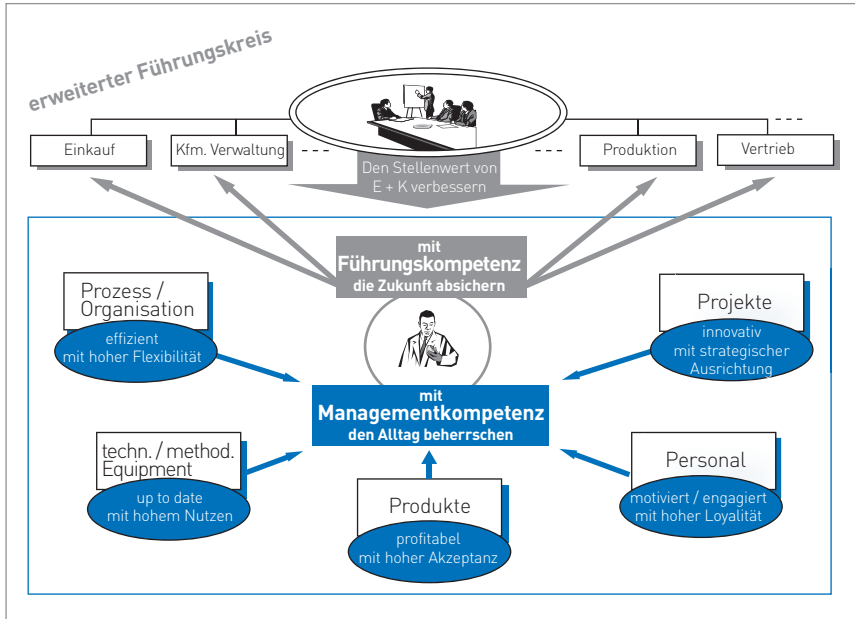 erweiterter Führungskreis
Einkauf
Kfm. Verwaltung
Produktion
Vertrieb
Den Stellenwert von
E + K verbessern
mit
Führungskompetenz
die Zukunft absichern
Prozess /
Organisation
effizient
mit hoher Flexibilität
Projekte
innovativ
mit strategischer
Ausrichtung
mit
Managementkompetenz
den Alltag beherrschen
techn. / method.
Equipment
up to date
mit hohem Nutzen
Produkte
profitabel
mit hoher Akzeptanz
Personal
motiviert / engagiert
mit hoher Loyalität